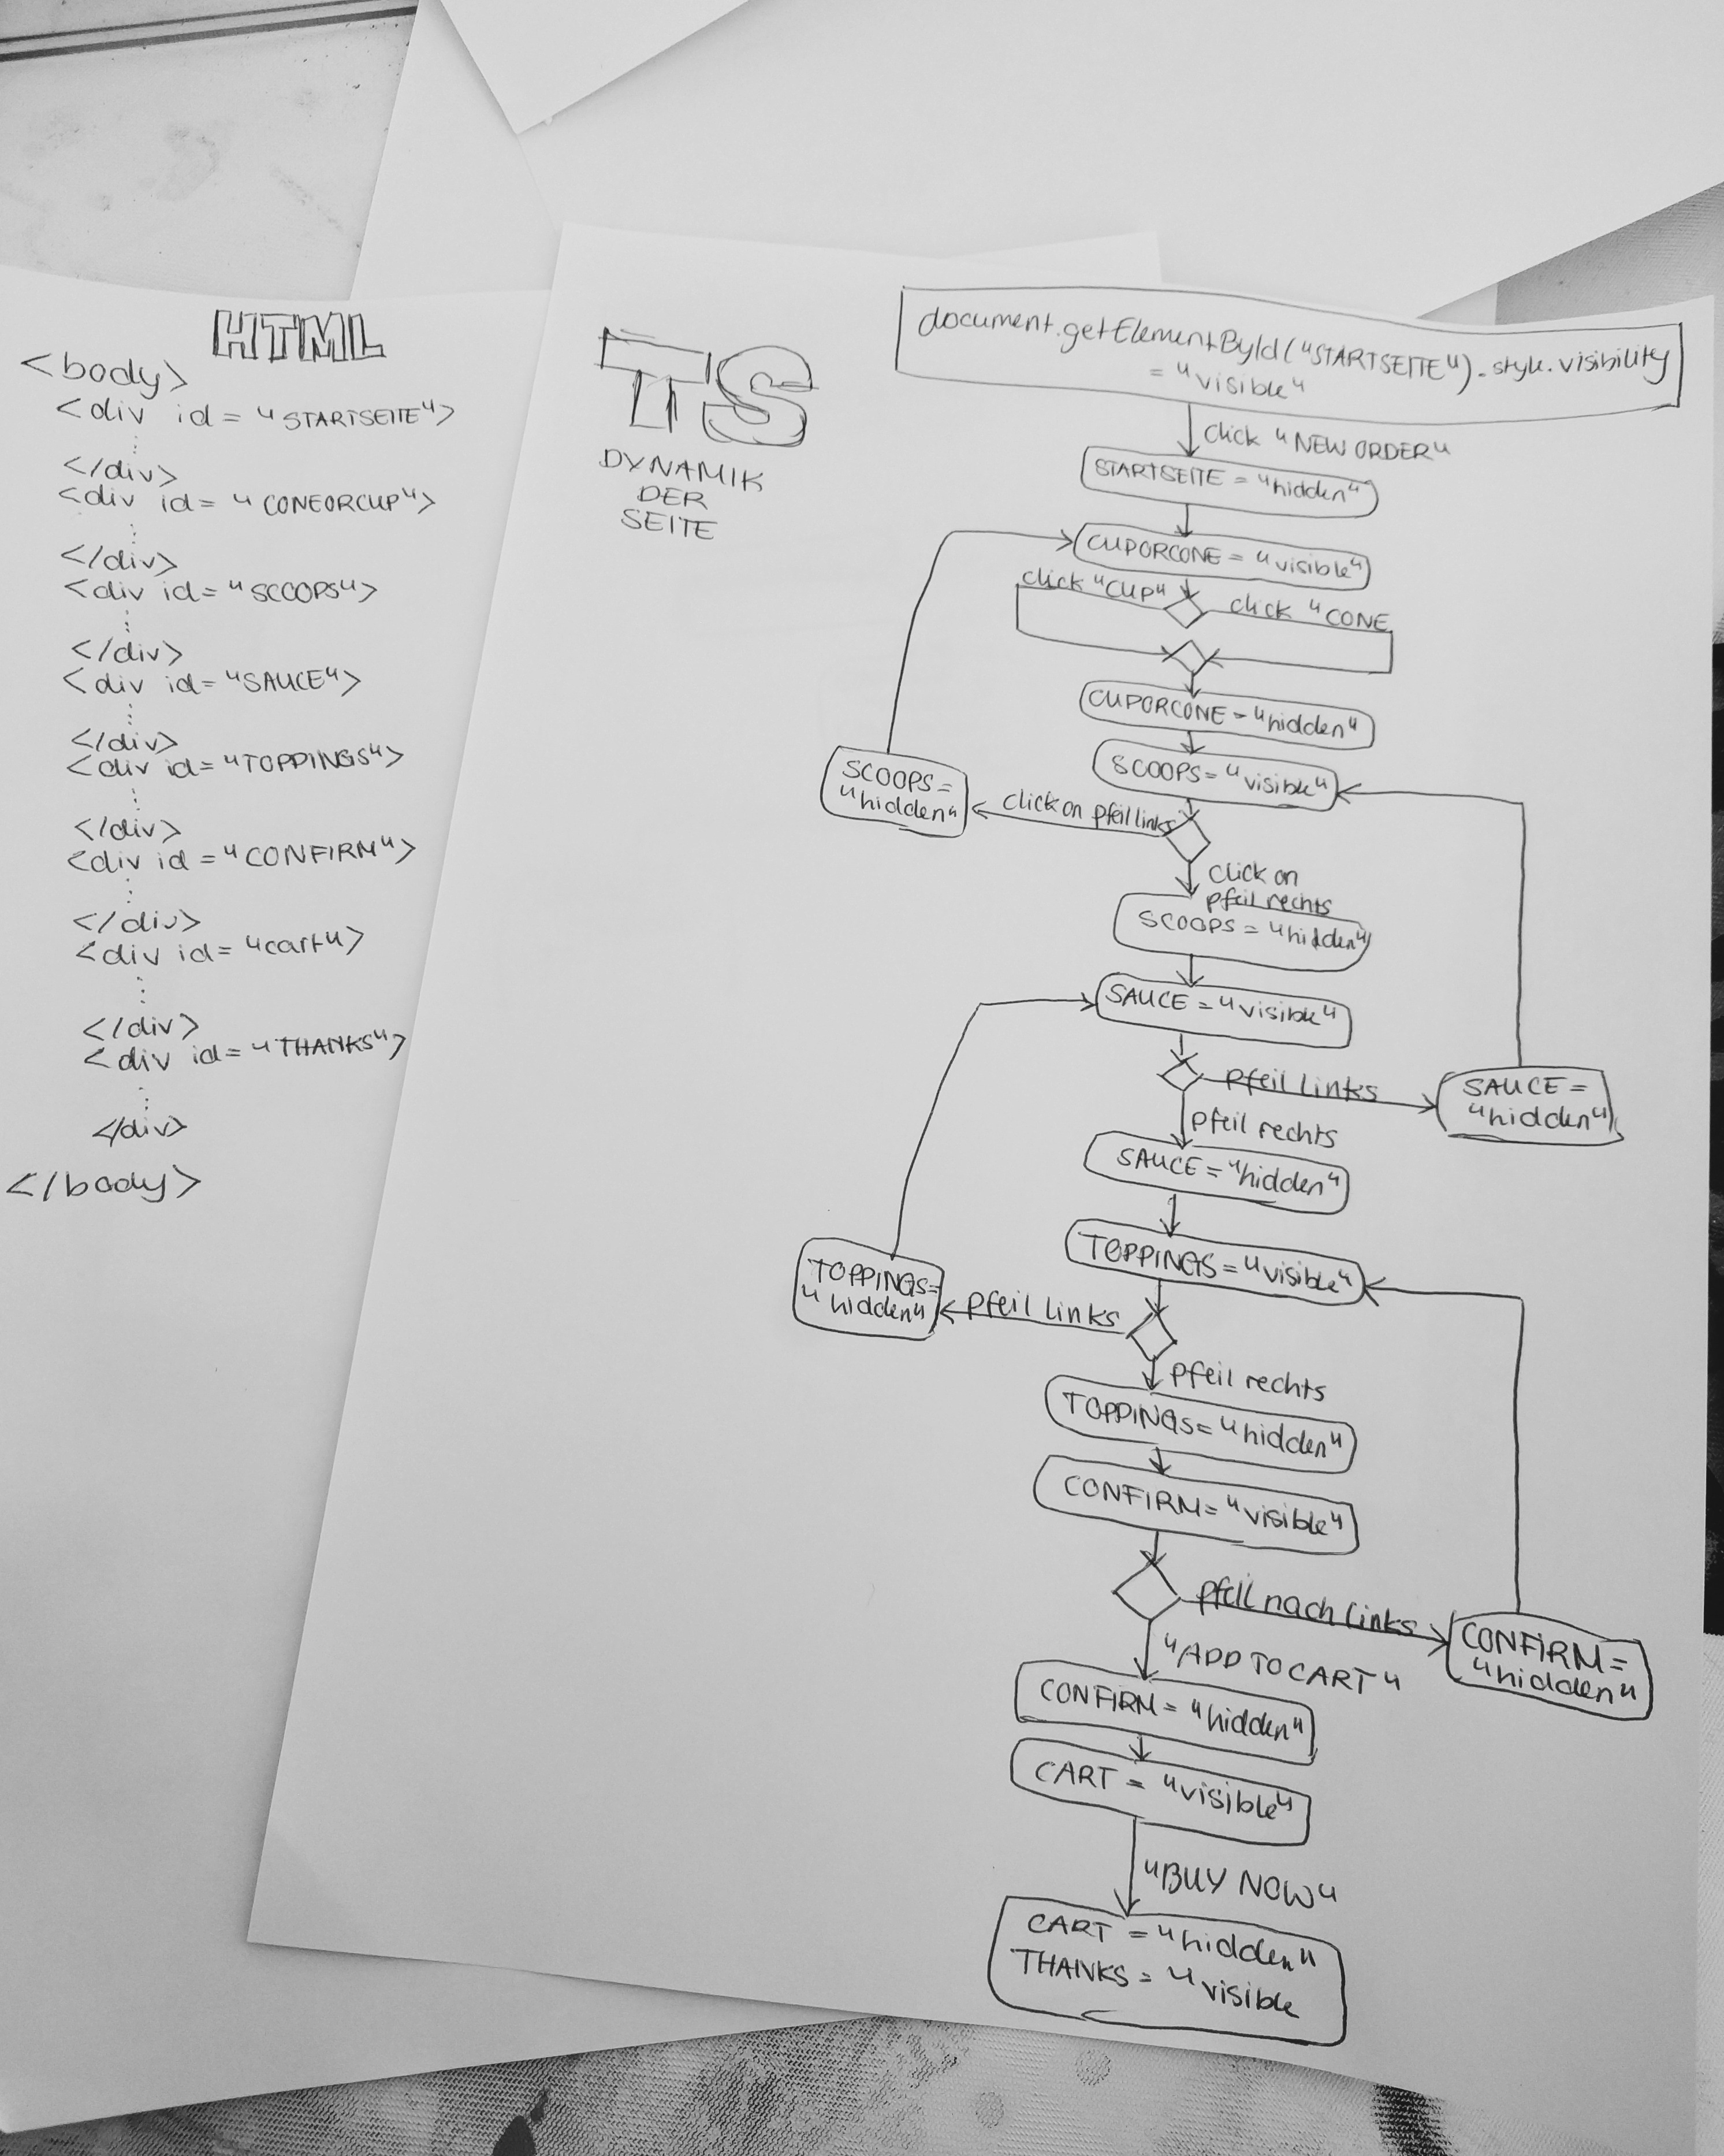 HTML
<body>
<div id = "STARTSEITE">
</div>
<div id = "CONEORCUP">
</div>
<div id = "SCOOPS">
</div>
<div id = "SAUCE">
</div>
<div id = "TOPPINGS">
</div>
<div id = "CONFIRM">
</div>
<div id = "cart">
</div>
<div id = "THANKS">
</div>
</body>
TS
DYNAMIK
DER
SEITE
document.getElementById("STARTSEITE").style.visibility
= "visible"
click "NEW ORDER"
STARTSEITE = "hidden"
CUPORCONE = "visible"
click "CUP"
click "CONE
CUPORCONE = "hidden"
SCOOPS = "visible"
click on pfeil links
SCOOPS =
"hidden"
click on
pfeil rechts
SCOOPS = "hidden"
SAUCE = "visible"
pfeil links
SAUCE =
"hidden"
pfeil rechts
SAUCE = "hidden"
TOPPINGS = "visible"
pfeil links
TOPPINGS=
"hidden"
pfeil rechts
TOPPINGS= "hidden"
CONFIRM= "visible"
pfeil nach links
CONFIRM=
"hidden"
"ADD TO CART"
CONFIRM = "hidden"
CART = "visible"
"BUY NOW"
CART = "hidden"
THANKS = "visible